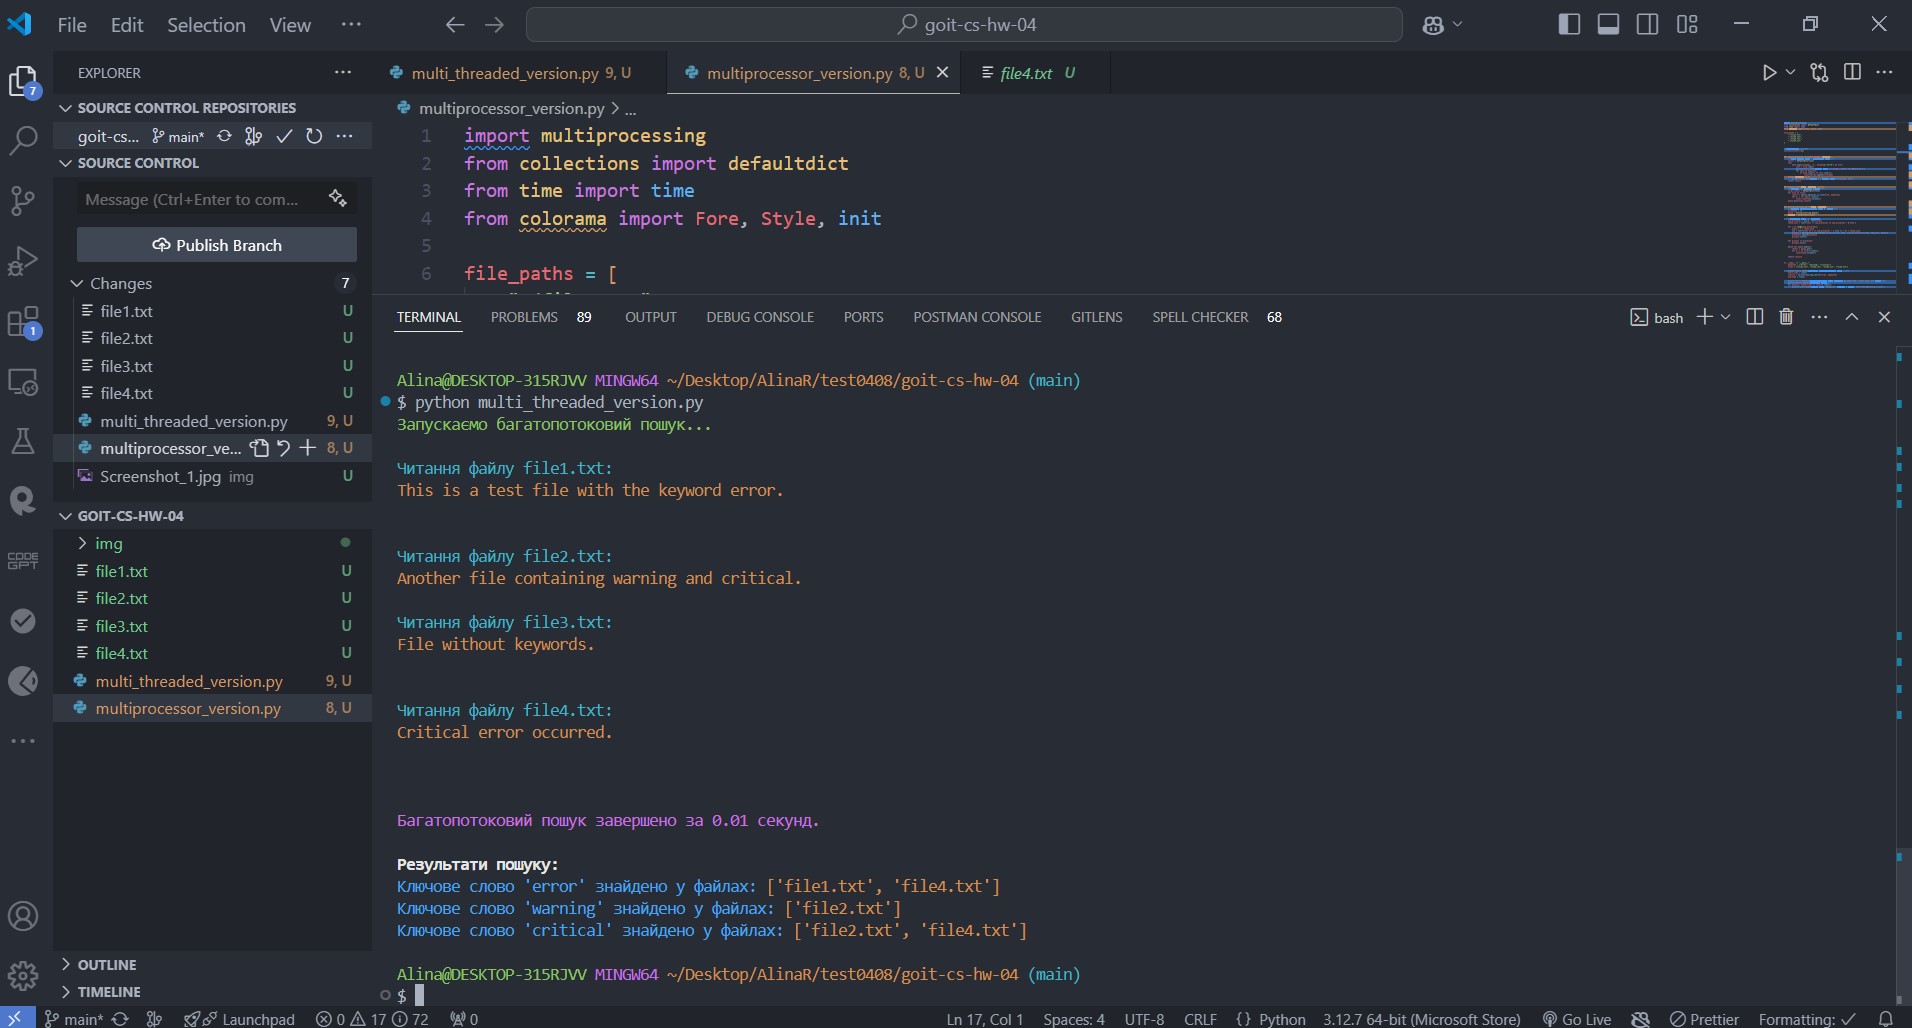 File Edit Selection View ··· goit-cs-hw-04
EXPLORER ···
SOURCE CONTROL REPOSITORIES
goit-cs... main* ···
SOURCE CONTROL
Message (Ctrl+Enter to com...
Publish Branch
Changes 7
file1.txt U
file2.txt U
file3.txt U
file4.txt U
multi_threaded_version.py 9, U
multiprocessor_ve... 8, U
Screenshot_1.jpg img U
GOIT-CS-HW-04
img
file1.txt U
file2.txt U
file3.txt U
file4.txt U
multi_threaded_version.py 9, U
multiprocessor_version.py 8, U
OUTLINE
TIMELINE
7
1
CODE
GPT
multi_threaded_version.py 9, U multiprocessor_version.py 8, U file4.txt U
multiprocessor_version.py > ...
1 import multiprocessing
2 from collections import defaultdict
3 from time import time
4 from colorama import Fore, Style, init
5
6 file_paths = [
TERMINAL PROBLEMS 89 OUTPUT DEBUG CONSOLE PORTS POSTMAN CONSOLE GITLENS SPELL CHECKER 68 bash
Alina@DESKTOP-315RJVV MINGW64 ~/Desktop/AlinaR/test0408/goit-cs-hw-04 (main)
$ python multi_threaded_version.py
Запускаємо багатопотоковий пошук...
Читання файлу file1.txt:
This is a test file with the keyword error.
Читання файлу file2.txt:
Another file containing warning and critical.
Читання файлу file3.txt:
File without keywords.
Читання файлу file4.txt:
Critical error occurred.
Багатопотоковий пошук завершено за 0.01 секунд.
Результати пошуку:
Ключове слово 'error' знайдено у файлах: ['file1.txt', 'file4.txt']
Ключове слово 'warning' знайдено у файлах: ['file2.txt']
Ключове слово 'critical' знайдено у файлах: ['file2.txt', 'file4.txt']
Alina@DESKTOP-315RJVV MINGW64 ~/Desktop/AlinaR/test0408/goit-cs-hw-04 (main)
$
main* Launchpad 0 17 72 0 Ln 17, Col 1 Spaces: 4 UTF-8 CRLF {} Python 3.12.7 64-bit (Microsoft Store) Go Live Prettier Formatting: ✓